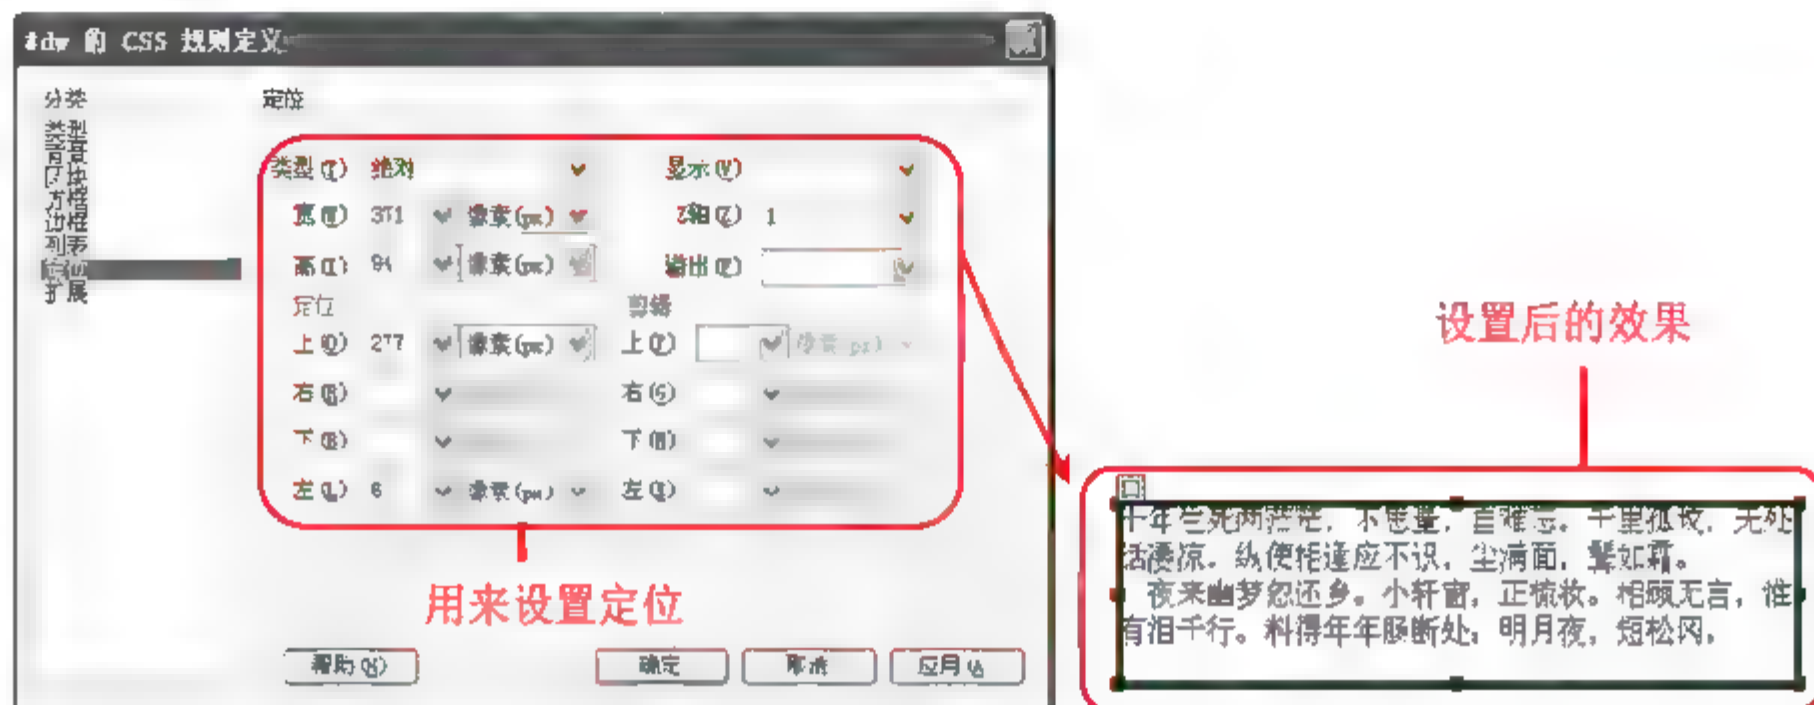 #dw 的 CSS 规则定义
分类
类型
背景
区块
方框
边框
列表
定位
扩展
定位
类型(T) 绝对 显示(V)
宽(W) 371 像素(px) Z轴(Z) 1
高(I) 94 像素(px) 溢出(F)
定位 剪辑
上(O) 277 像素(px) 上(P) 像素(px)
右(R) 右(G)
下(B) 下(M)
左(L) 6 像素(px) 左(E)
用来设置定位
帮助(H) 确定 取消 应用(A
设置后的效果
十年生死两茫茫,不思量,自难忘。千里孤坟,无处
话凄凉。纵使相逢应不识,尘满面,鬓如霜。
夜来幽梦忽还乡。小轩窗,正梳妆。相顾无言,惟
有泪千行。料得年年肠断处:明月夜,短松冈,